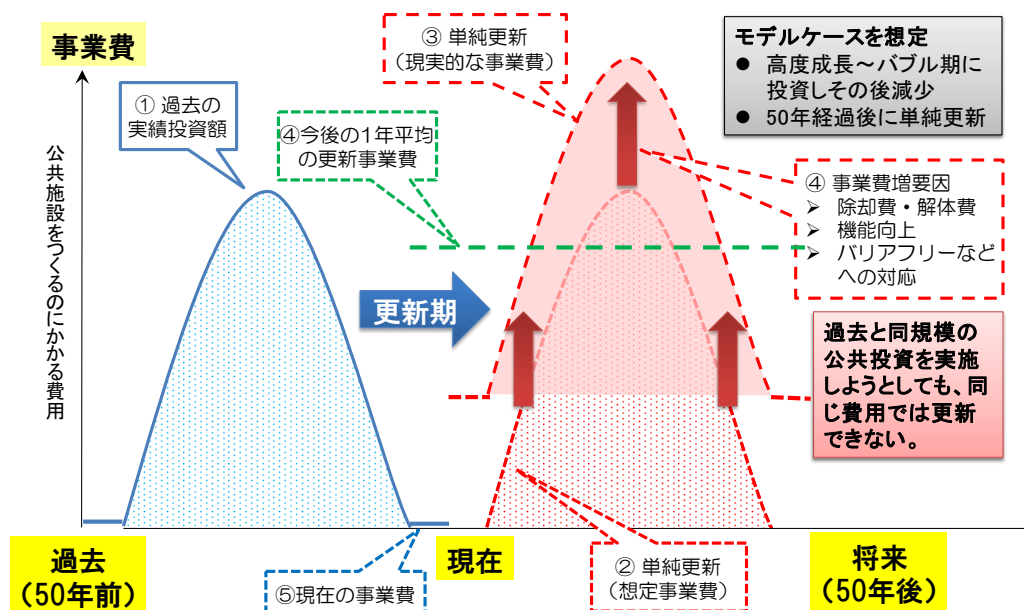 事業費
公共施設をつくるのにかかる費用
① 過去の
実績投資額
③ 単純更新
（現実的な事業費）
④今後の1年平均
の更新事業費
モデルケースを想定
● 高度成長～バブル期に
投資しその後減少
● 50年経過後に単純更新
④ 事業費増要因
➢ 除却費・解体費
➢ 機能向上
➢ バリアフリーなど
への対応
更新期
過去と同規模の
公共投資を実施
しようとしても、同
じ費用では更新
できない。
過去
（50年前）
⑤現在の事業費
現在
② 単純更新
（想定事業費）
将来
（50年後）